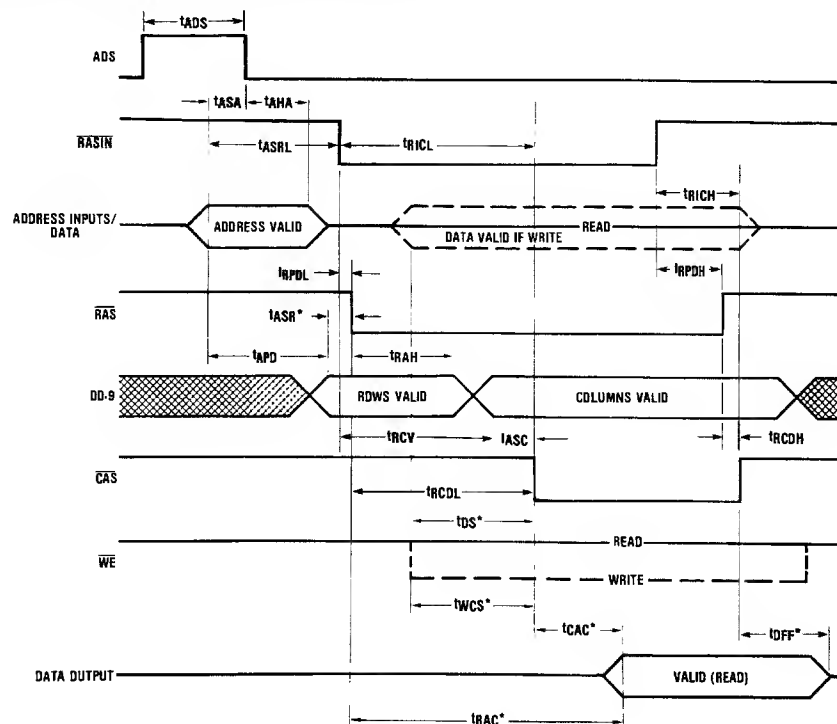 tADS
ADS
tASA
tAHA
RASIN
tASRL
tRICL
tRICH
ADDRESS INPUTS/
DATA
ADDRESS VALID
READ
DATA VALID IF WRITE
tRPDL
tRPDH
RAS
tASR*
tAPD
tRAH
DD-9
RDWS VALID
COLUMNS VALID
tRCV
tASC
tRCDH
CAS
tRCDL
tDS*
WE
READ
WRITE
tWCS*
tCAC*
tDFF*
DATA OUTPUT
VALID (READ)
tRAC*